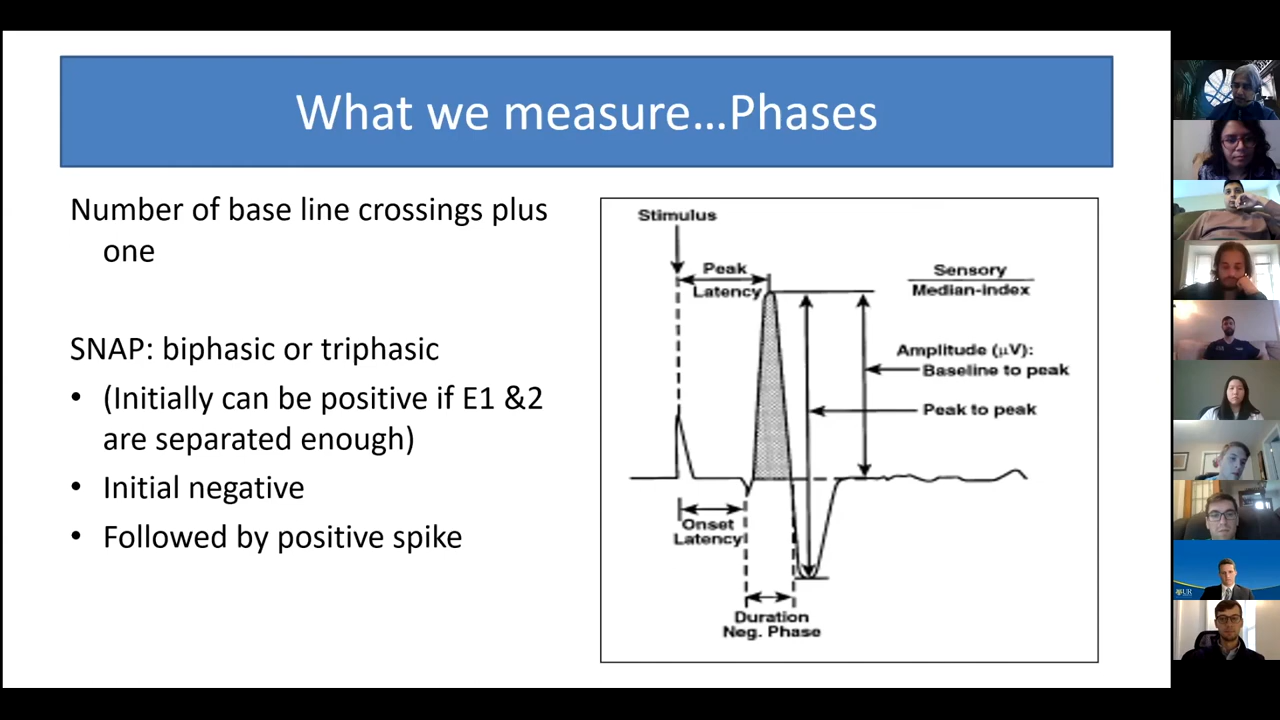 What we measure...Phases
Number of base line crossings plus
one
SNAP: biphasic or triphasic
• (Initially can be positive if E1 &2
are separated enough)
• Initial negative
• Followed by positive spike
Stimulus
Peak
Latency
Sensory
Median-index
Amplitude (μV):
Baseline to peak
Peak to peak
Onset
Latency
Duration
Neg. Phase
UR